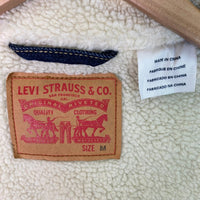 LEVI STRAUSS & CO.
SAN FRANCISCO
CAL.
ORIGINAL RIVETED
QUALITY CLOTHING
SIZE M
MADE IN CHINA
FABRIQUÉ EN CHINE
FABRICADO EN CHINA